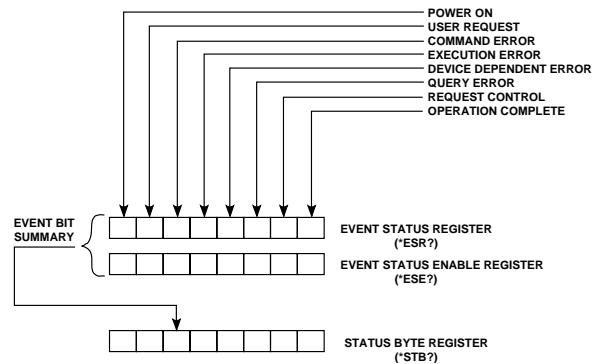 POWER ON
USER REQUEST
COMMAND ERROR
EXECUTION ERROR
DEVICE DEPENDENT ERROR
QUERY ERROR
REQUEST CONTROL
OPERATION COMPLETE
EVENT BIT
SUMMARY
EVENT STATUS REGISTER
(*ESR?)
EVENT STATUS ENABLE REGISTER
(*ESE?)
STATUS BYTE REGISTER
(*STB?)